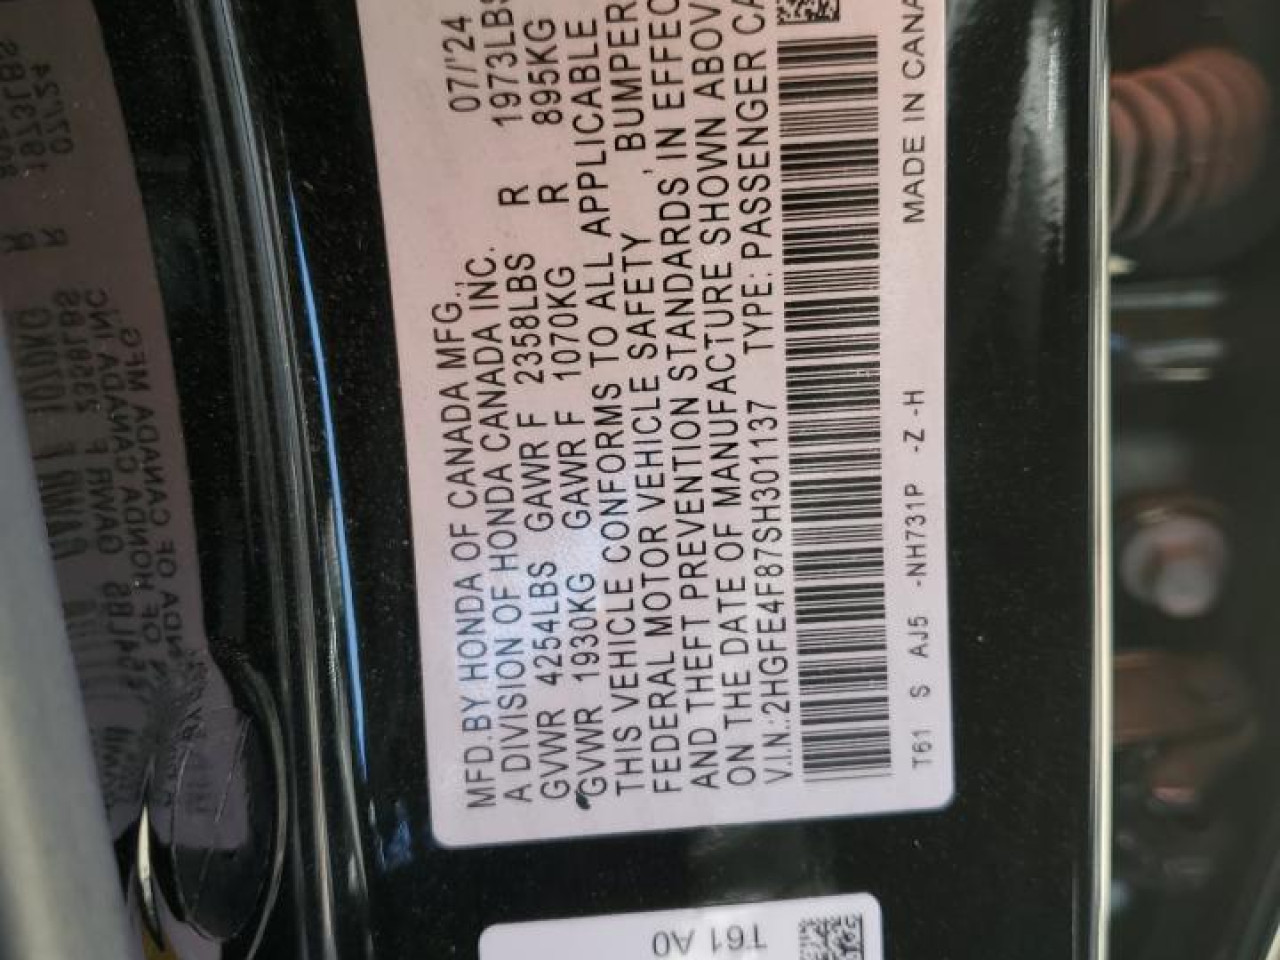 MFD.BY HONDA OF CANADA MFG., 07/'24
A DIVISION OF HONDA CANADA INC.
GVWR 4254LBS GAWR F 2358LBS R 1973LBS
GVWR 1930KG GAWR F 1070KG R 895KG
THIS VEHICLE CONFORMS TO ALL APPLICABLE
FEDERAL MOTOR VEHICLE SAFETY , BUMPER
AND THEFT PREVENTION STANDARDS IN EFFEC
ON THE DATE OF MANUFACTURE SHOWN ABOV
V.I.N.:2HGFE4F87SH301137 TYPE: PASSENGER CA
MADE IN CANA
T61 S AJ5 -NH731P -Z -H
T61 A0